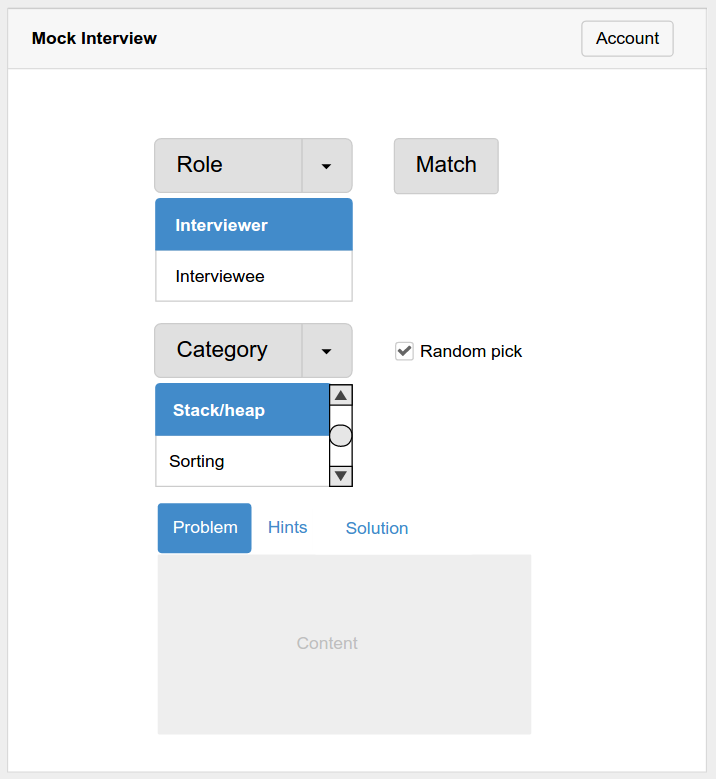 Mock Interview
Account
Role
Match
Interviewer
Interviewee
Category
Random pick
Stack/heap
Sorting
Problem
Hints
Solution
Content